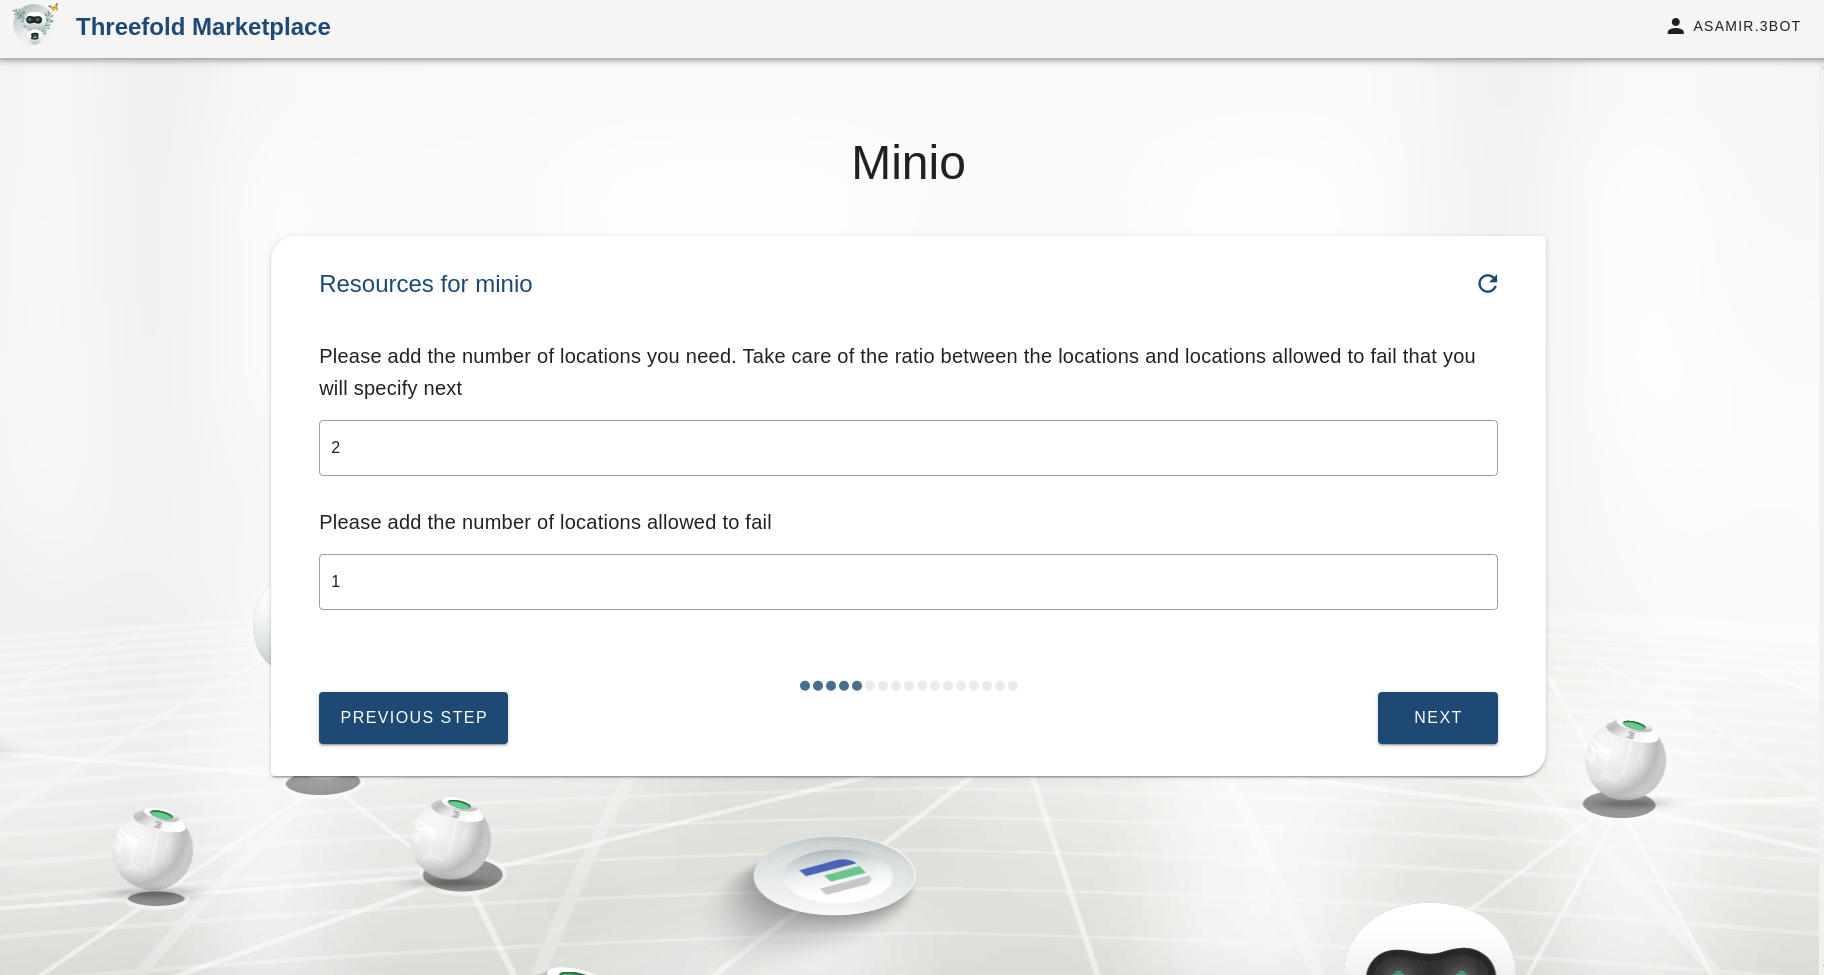 Threefold Marketplace
ASAMIR.3BOT
Minio
Resources for minio
Please add the number of locations you need. Take care of the ratio between the locations and locations allowed to fail that you
will specify next
2
Please add the number of locations allowed to fail
1
PREVIOUS STEP
NEXT